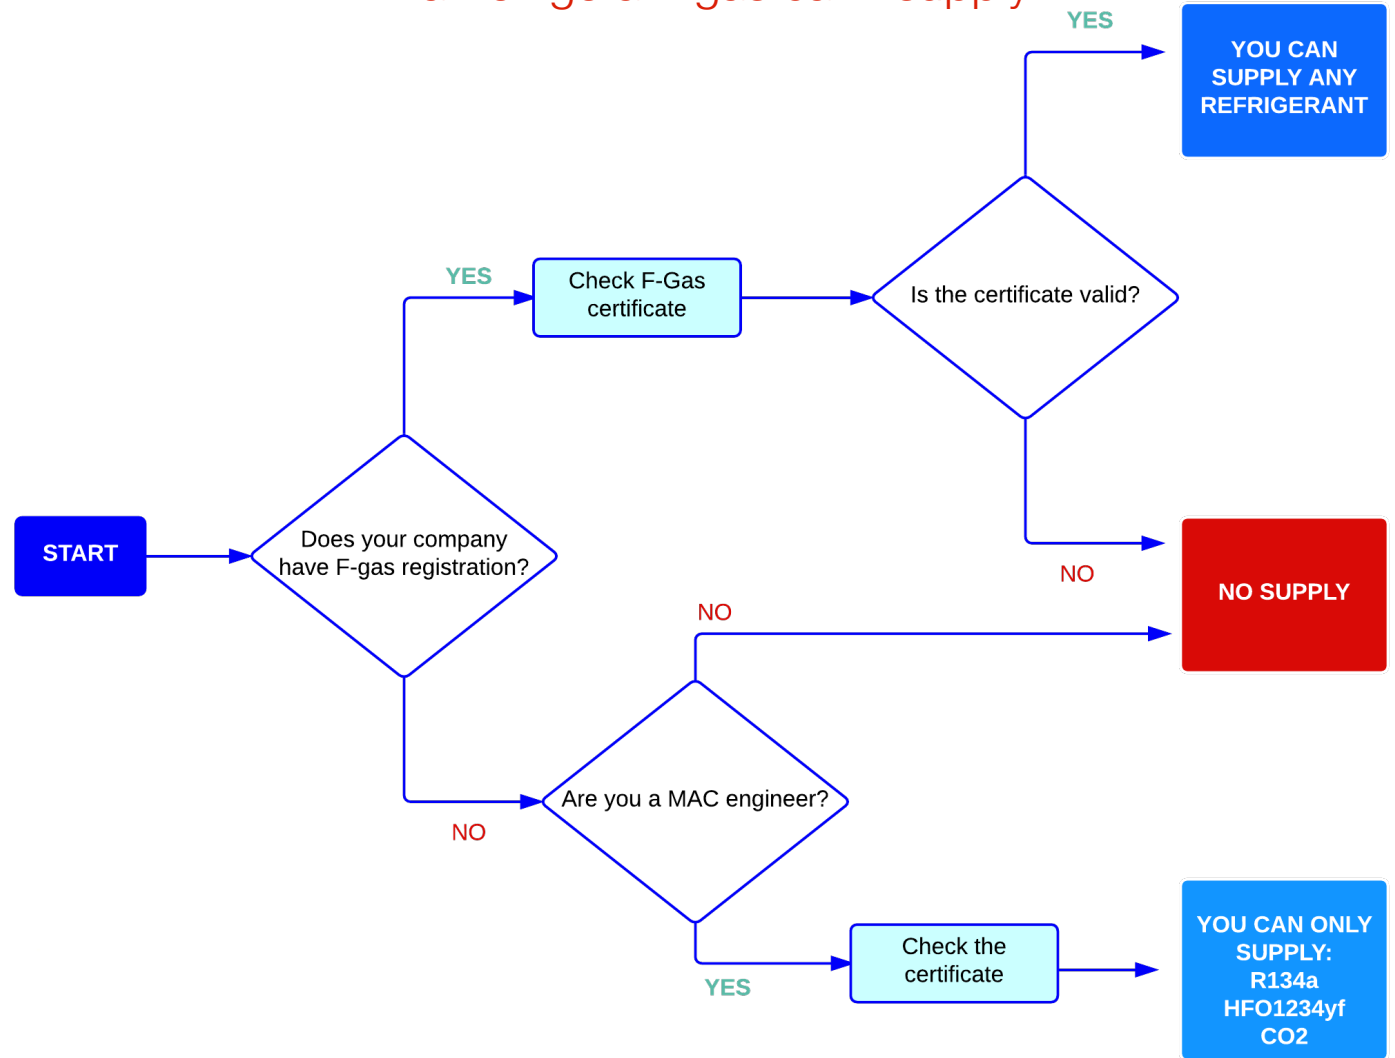 YES
YOU CAN
SUPPLY ANY
REFRIGERANT
YES
Check F-Gas
certificate
Is the certificate valid?
START
Does your company
have F-gas registration?
NO
NO
NO SUPPLY
Are you a MAC engineer?
NO
YES
Check the
certificate
YOU CAN ONLY
SUPPLY:
R134a
HFO1234yf
CO2